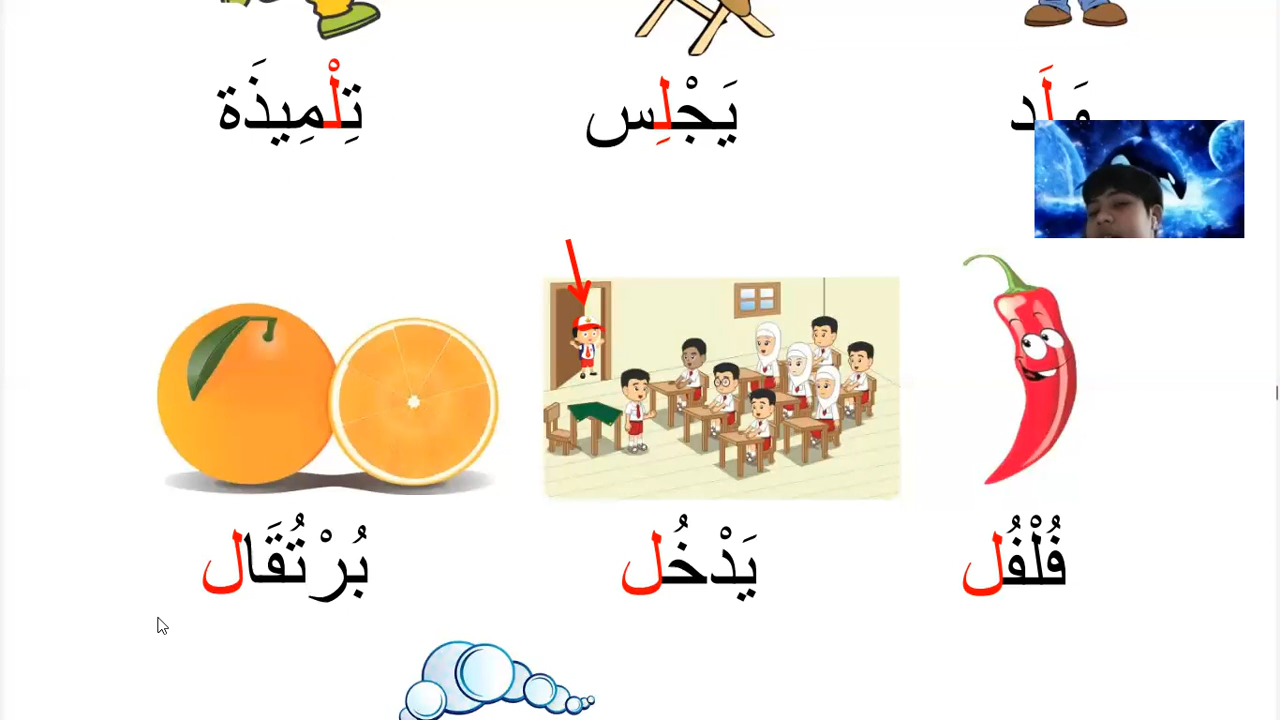 وَلَد يَجْلِس تِلْمِيذَة
فُلْفُل يَدْخُل بُرْتُقَال